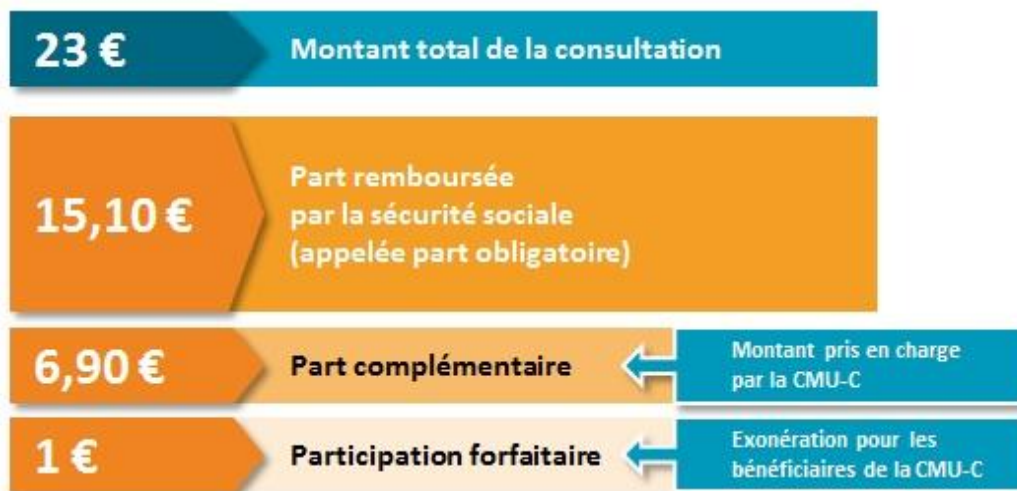 23 €
Montant total de la consultation
15,10 €
Part remboursée
par la sécurité sociale
(appelée part obligatoire)
6,90 €
Part complémentaire
Montant pris en charge
par la CMU-C
1 €
Participation forfaitaire
Exonération pour les
bénéficiaires de la CMU-C